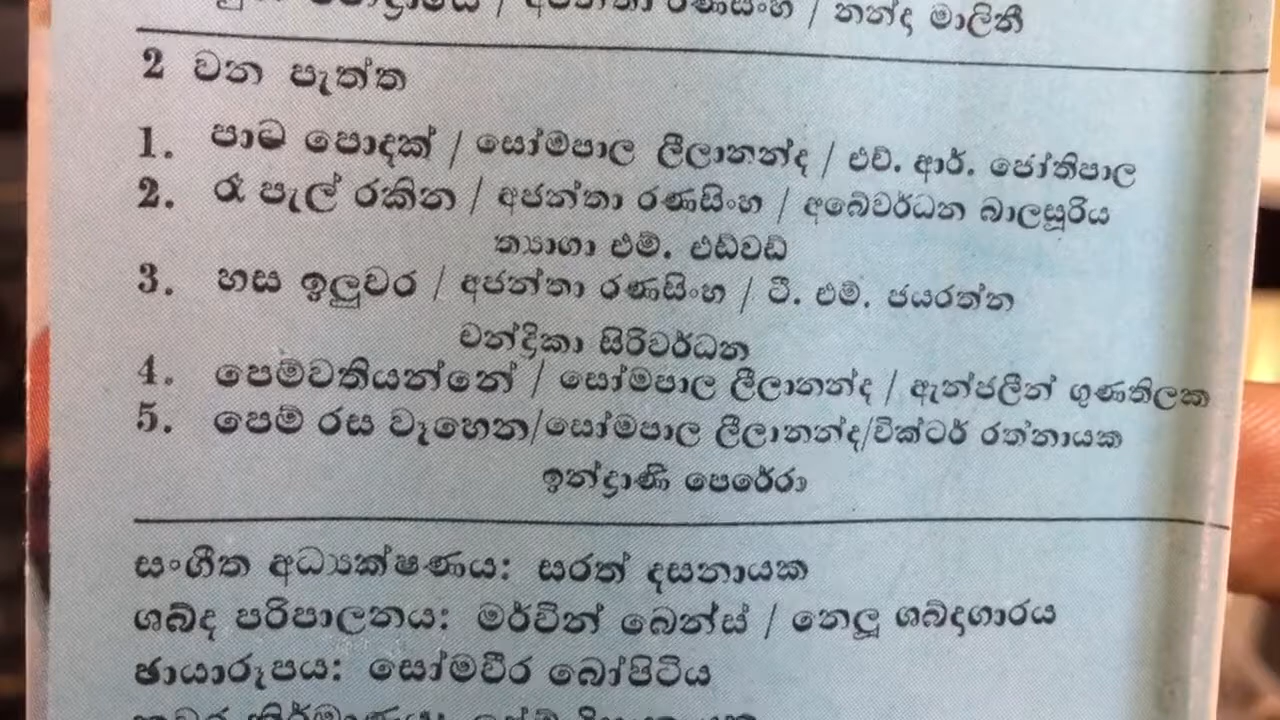 / අජන්තා රණසිංහ / නන්දා මාලිනී
2 වන පැත්ත
1. පාට පොදක් / සෝමපාල ලීලානන්ද / එච්. ආර්. ජෝතිපාල
2. රෑ පැල් රකින / අජන්තා රණසිංහ / අබේවර්ධන බාලසූරිය
ත්‍යාගා එම්. එඩ්වඩ්
3. හස ඉලුවර / අජන්තා රණසිංහ / ටී. එම්. ජයරත්න
චන්ද්‍රිකා සිරිවර්ධන
4. පෙම්වතියන්නේ / සෝමපාල ලීලානන්ද / ඇන්ජලීන් ගුණතිලක
5. පෙම් රස වෑහෙන/සෝමපාල ලීලානන්ද/වික්ටර් රත්නායක
ඉන්ද්‍රාණි පෙරේරා
සංගීත අධ්‍යක්ෂණය: සරත් දසනායක
ශබ්ද පරිපාලනය: මර්වින් බෙන්ස් / නෙලූ ශබ්දාගාරය
ඡායාරූපය: සෝමවීර බෝපිටිය